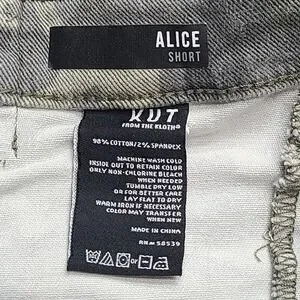 ALICE
SHORT
KUT
FROM THE KLOTH®
98% COTTON/2% SPANDEX
MACHINE WASH COLD
INSIDE OUT TO RETAIN COLOR
ONLY NON-CHLORINE BLEACH
WHEN NEEDED
TUMBLE DRY LOW
OR FOR BETTER CARE
LAY FLAT TO DRY
WARM IRON IF NECESSARY
COLOR MAY TRANSFER
WHEN NEW
MADE IN CHINA
RN# 58539
or